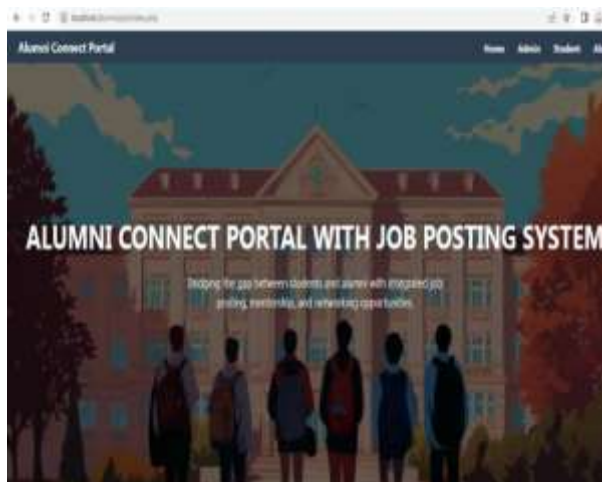 Alumni Connect Portal
Home Admin Student
ALUMNI CONNECT PORTAL WITH JOB POSTING SYSTEM
Bridging the gap between students and alumni with integrated job
posting, mentorship, and networking opportunities.